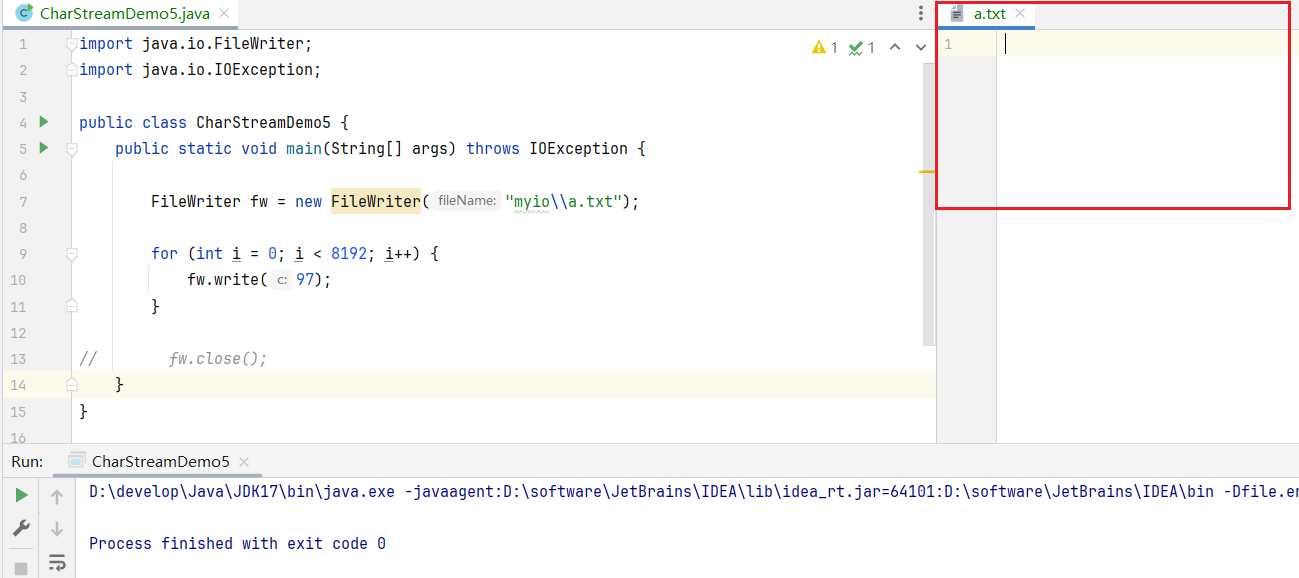 CharStreamDemo5.java
a.txt
1 import java.io.FileWriter;
2 import java.io.IOException;
3
4 public class CharStreamDemo5 {
5 public static void main(String[] args) throws IOException {
6
7 FileWriter fw = new FileWriter( fileName: "myio\\a.txt");
8
9 for (int i = 0; i < 8192; i++) {
10 fw.write( c: 97);
11 }
12
13 // fw.close();
14 }
15 }
16
1 1
1
Run: CharStreamDemo5
D:\develop\Java\JDK17\bin\java.exe -javaagent:D:\software\JetBrains\IDEA\lib\idea_rt.jar=64101:D:\software\JetBrains\IDEA\bin -Dfile.en
Process finished with exit code 0